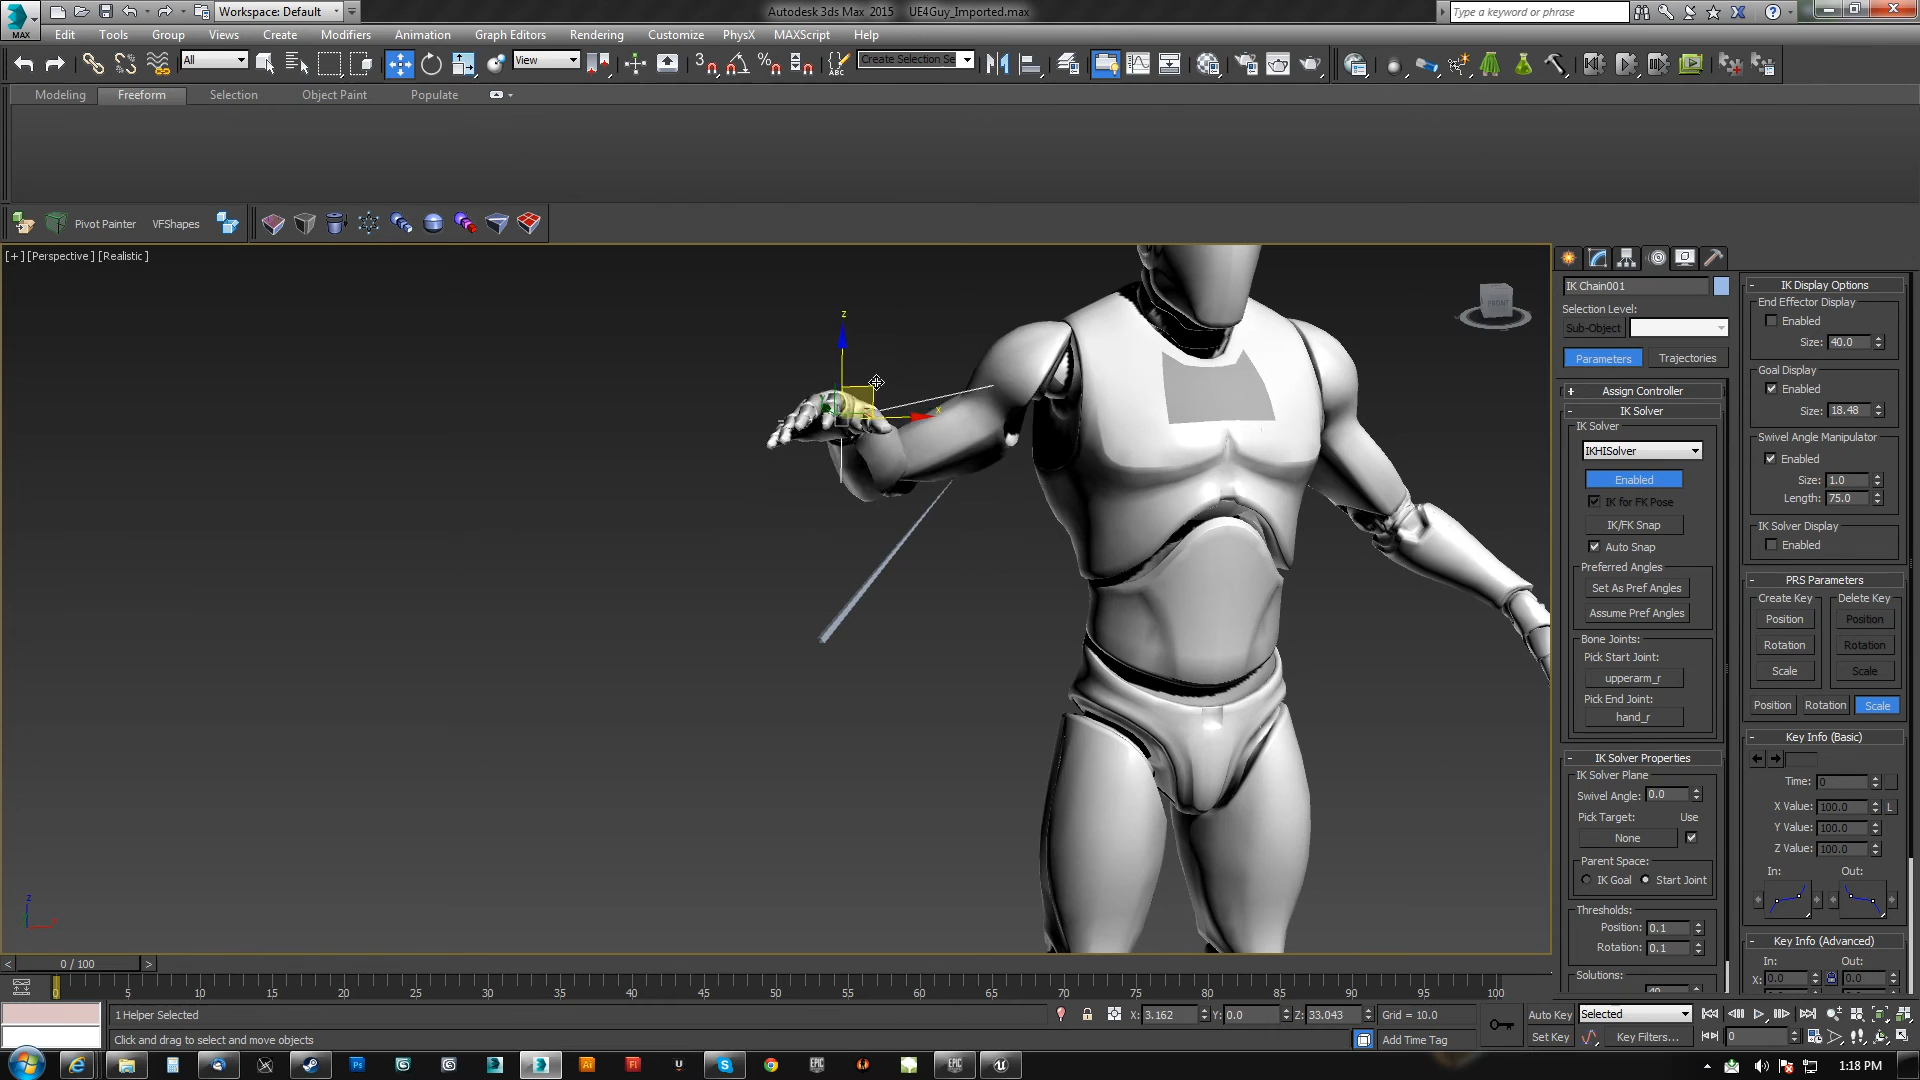 Workspace: Default
Autodesk 3ds Max 2015 UE4Guy_Imported.max
Type a keyword or phrase
MAX
Edit Tools Group Views Create Modifiers Animation Graph Editors Rendering Customize PhysX MAXScript Help
All
View
Create Selection Se
Modeling Freeform Selection Object Paint Populate
Pivot Painter VFShapes
[+] [Perspective] [Realistic]
z
x
FRONT
z
IK Chain001
Selection Level:
Sub-Object
Parameters Trajectories
+ Assign Controller
- IK Solver
IK Solver
IKHISolver
Enabled
IK for FK Pose
IK/FK Snap
Auto Snap
Preferred Angles
Set As Pref Angles
Assume Pref Angles
Bone Joints:
Pick Start Joint:
upperarm_r
Pick End Joint:
hand_r
- IK Solver Properties
IK Solver Plane
Swivel Angle: 0.0
Pick Target: Use
None
Parent Space:
IK Goal Start Joint
Thresholds:
Position: 0.1
Rotation: 0.1
Solutions:
- IK Display Options
End Effector Display
Enabled
Size: 40.0
Goal Display
Enabled
Size: 18.48
Swivel Angle Manipulator
Enabled
Size: 1.0
Length: 75.0
IK Solver Display
Enabled
- PRS Parameters
Create Key Delete Key
Position Position
Rotation Rotation
Scale Scale
Position Rotation Scale
- Key Info (Basic)
Time: 0
X Value: 100.0 L
Y Value: 100.0
Z Value: 100.0
In: Out:
- Key Info (Advanced)
In: Out:
X: 0.0 0.0
< 0 / 100 >
0 5 10 15 20 25 30 35 40 45 50 55 60 65 70 75 80 85 90 95 100
1 Helper Selected
X: 3.162 Y: 0.0 Z: 33.043 Grid = 10.0
Auto Key Selected
Click and drag to select and move objects
Add Time Tag
Set Key Key Filters... 0
1:18 PM